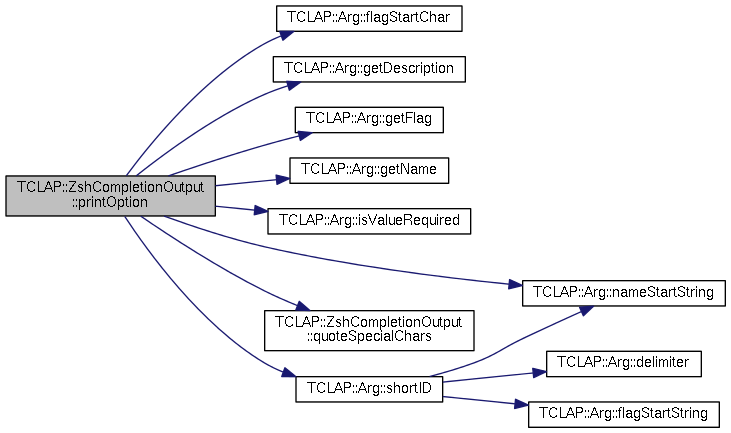 TCLAP::Arg::flagStartChar
TCLAP::Arg::getDescription
TCLAP::Arg::getFlag
TCLAP::Arg::getName
TCLAP::ZshCompletionOutput
::printOption
TCLAP::Arg::isValueRequired
TCLAP::Arg::nameStartString
TCLAP::ZshCompletionOutput
::quoteSpecialChars
TCLAP::Arg::delimiter
TCLAP::Arg::shortID
TCLAP::Arg::flagStartString